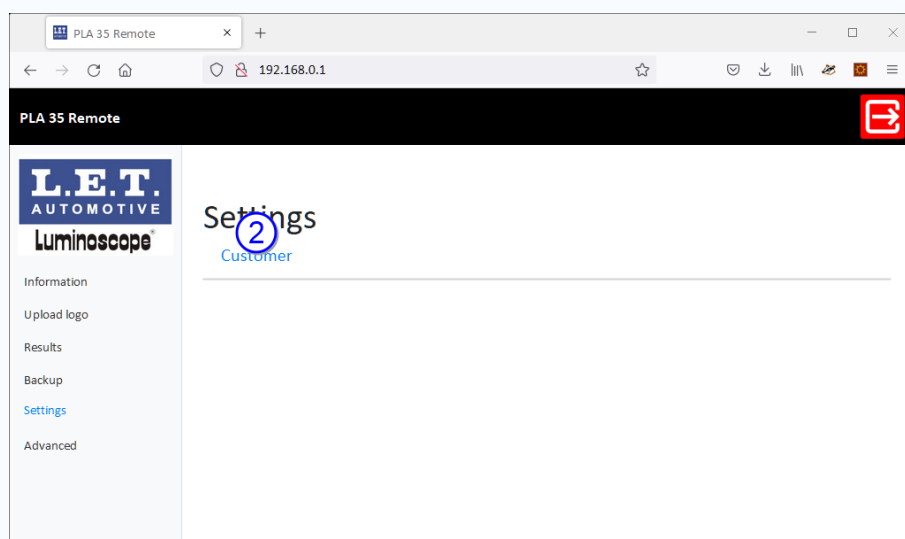 PLA 35 Remote
192.168.0.1
PLA 35 Remote
L.E.T.
AUTOMOTIVE
Luminoscope®
Information
Upload logo
Results
Backup
Settings
Advanced
Settings
2
Customer